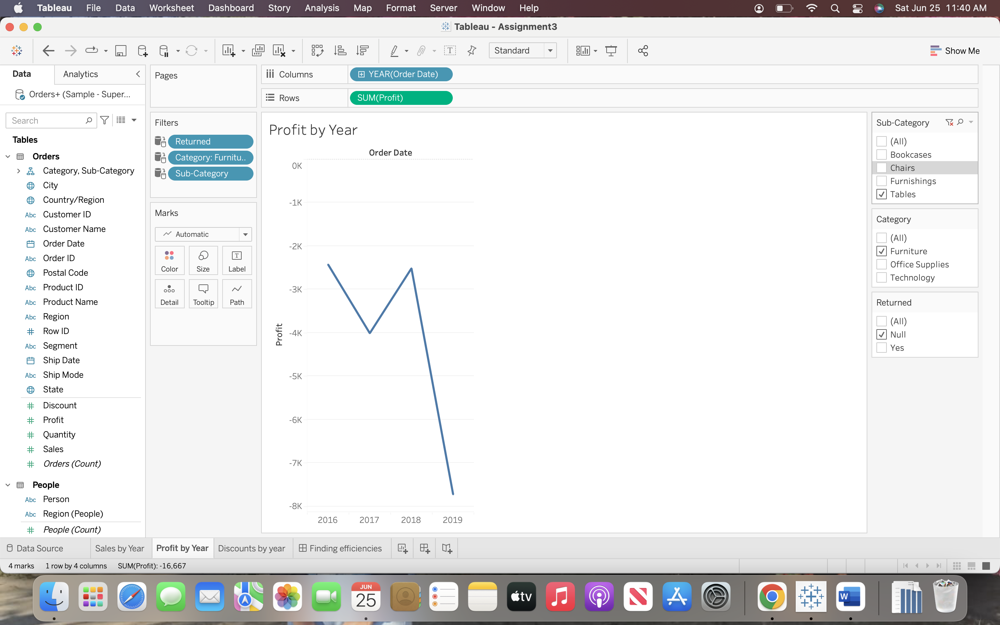 Tableau File Data Worksheet Dashboard Story Analysis Map Format Server Window Help Sat Jun 25 11:40 AM
Tableau - Assignment3
Standard
Show Me
Data Analytics
Pages
Columns YEAR(Order Date)
Orders+ (Sample - Super...
Rows SUM(Profit)
Search
Tables
Orders
Category, Sub-Category
City
Country/Region
Abc Customer ID
Abc Customer Name
Order Date
Abc Order ID
Postal Code
Abc Product ID
Abc Product Name
Abc Region
Row ID
Abc Segment
Ship Date
Abc Ship Mode
State
Discount
Profit
Quantity
Sales
Orders (Count)
People
Abc Person
Abc Region (People)
People (Count)
Filters
Returned
Category: Furnitu..
Sub-Category
Marks
Automatic
Color Size Label
Detail Tooltip Path
Profit by Year
Order Date
0K
-1K
-2K
-3K
-4K
-5K
-6K
-7K
-8K
Profit
2016 2017 2018 2019
Sub-Category
(All)
Bookcases
Chairs
Furnishings
Tables
Category
(All)
Furniture
Office Supplies
Technology
Returned
(All)
Null
Yes
Data Source Sales by Year Profit by Year Discounts by year Finding efficiencies
4 marks 1 row by 4 columns SUM(Profit): -16,667
JUN
25
tv
W